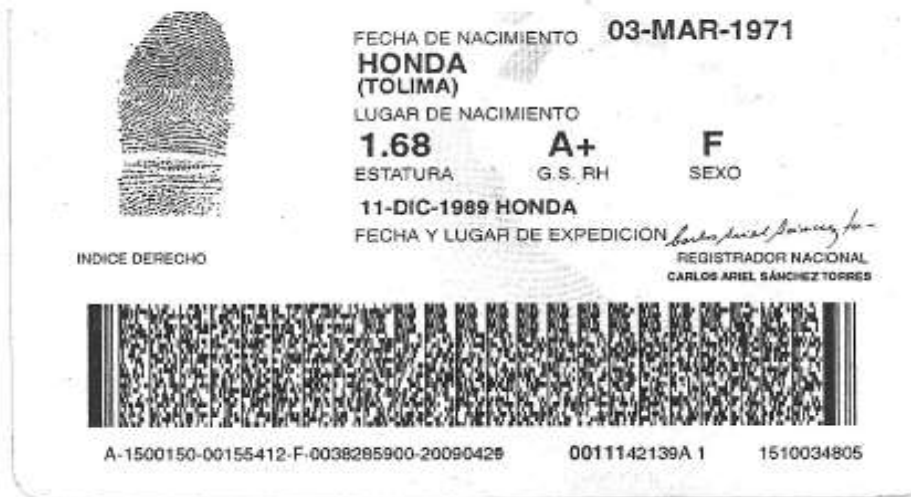 FECHA DE NACIMIENTO 03-MAR-1971
HONDA
(TOLIMA)
LUGAR DE NACIMIENTO
1.68 A+ F
ESTATURA G.S. RH SEXO
11-DIC-1989 HONDA
FECHA Y LUGAR DE EXPEDICION
INDICE DERECHO
REGISTRADOR NACIONAL
CARLOS ARIEL SÁNCHEZ TORRES
A-1500150-00155412-F-0038285900-20090429 0011142139A 1 1510034805